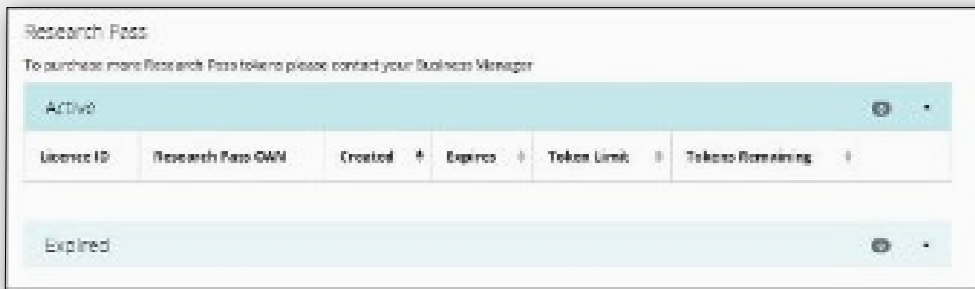 Research Pass
To purchase more Research Pass tokens please contact your Business Manager
Active
Licence ID Research Pass GWN Created Expires Token Limit Tokens Remaining
Expired